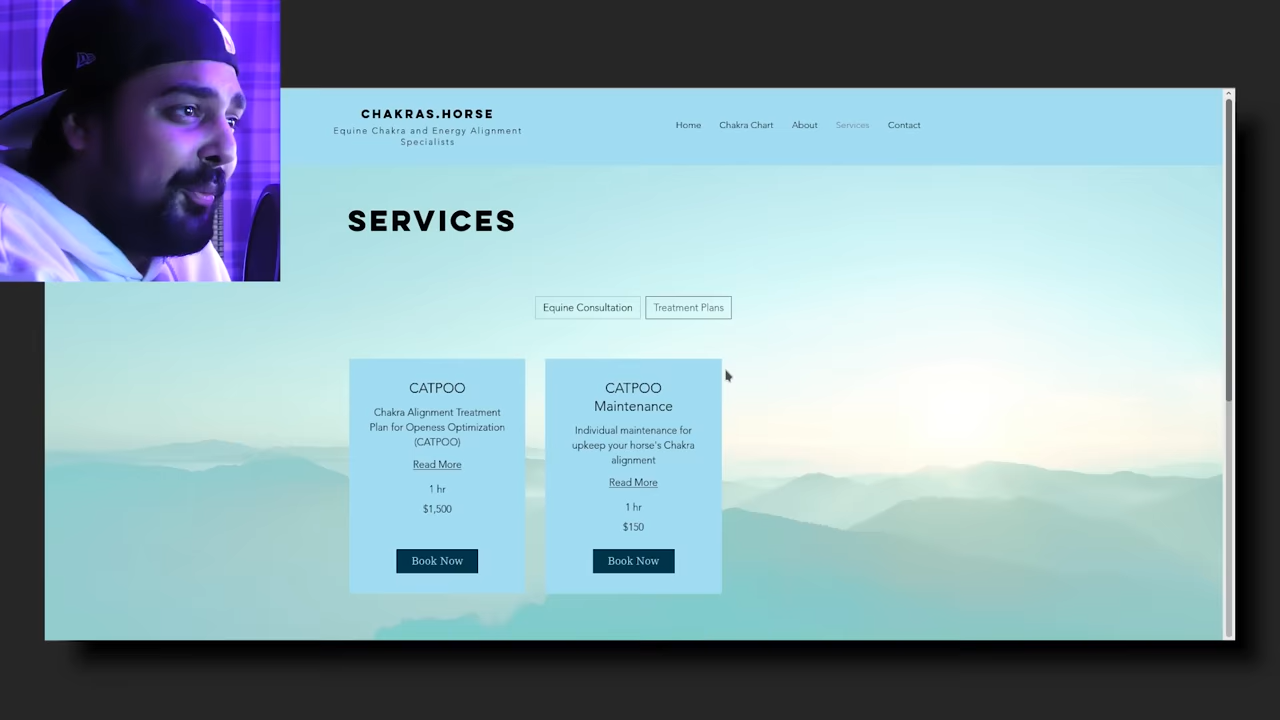 CHAKRAS.HORSE
Equine Chakra and Energy Alignment
Specialists
Home
Chakra Chart
About
Services
Contact
SERVICES
Equine Consultation
Treatment Plans
CATPOO
Chakra Alignment Treatment
Plan for Openess Optimization
(CATPOO)
Read More
1 hr
$1,500
Book Now
CATPOO
Maintenance
Individual maintenance for
upkeep your horse's Chakra
alignment
Read More
1 hr
$150
Book Now